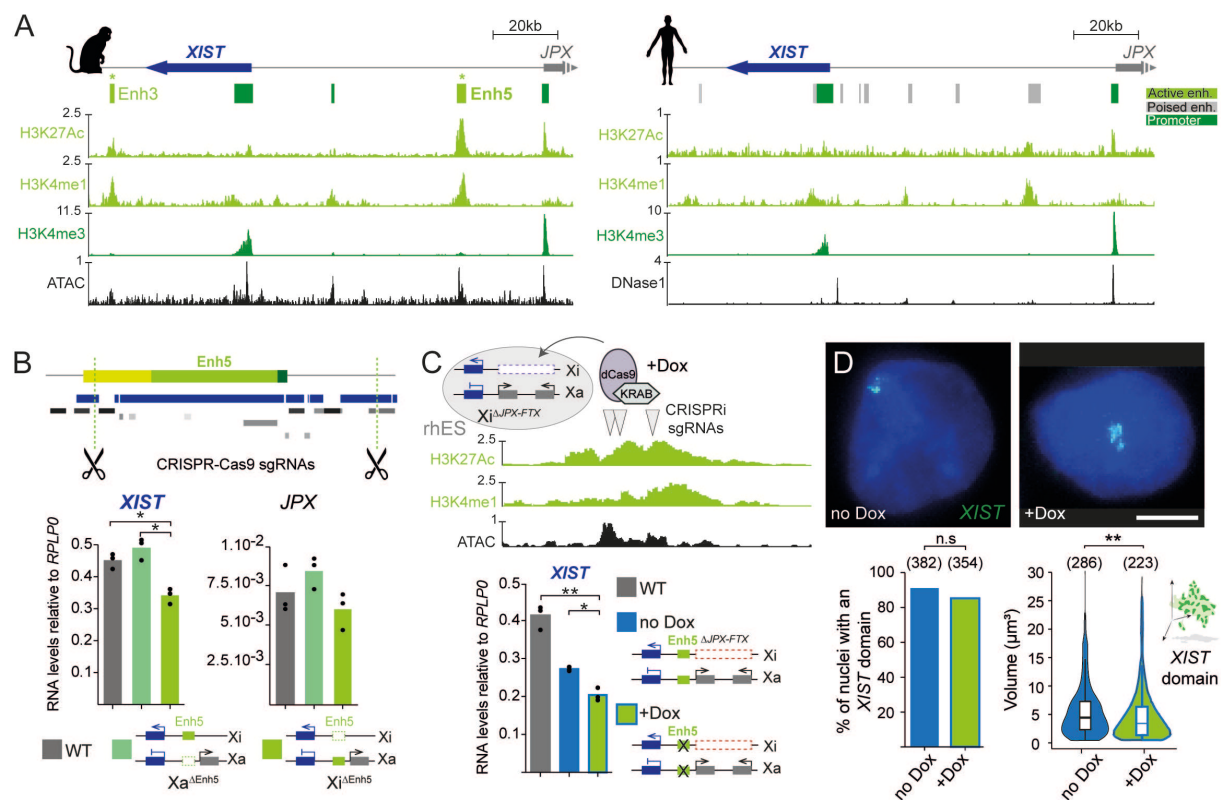 A
20kb
XIST
JPX
Enh3
Enh5
2.5
H3K27Ac
2.5
H3K4me1
11.5
H3K4me3
1
ATAC
20kb
XIST
JPX
Active enh.
Poised enh.
Promoter
1
H3K27Ac
1
H3K4me1
10
H3K4me3
4
DNase1
B
Enh5
CRISPR-Cas9 sgRNAs
XIST
JPX
RNA levels relative to RPLP0
0.5
0.4
0.3
0.2
0.1
* *
1.10-2
7.5.10-3
5.10-3
2.5.10-3
WT
Enh5
Xi
Xa
XaΔEnh5
Enh5
Xi
Xa
XiΔEnh5
C
dCas9
KRAB
+Dox
Xi
Xa
XiΔJPX-FTX
rhES
CRISPRi
sgRNAs
2.5
H3K27Ac
2.5
H3K4me1
1
ATAC
XIST
RNA levels relative to RPLP0
0.5
0.4
0.3
0.2
0.1
0
** *
WT
no Dox
Enh5 ΔJPX-FTX
Xi
Xa
+Dox
Enh5
Xi
Xa
D
no Dox
XIST
+Dox
n.s
(382) (354)
% of nuclei with an
XIST domain
100
80
60
40
20
no Dox
+Dox
**
(286) (223)
Volume (µm³)
30
25
20
15
10
5
0
no Dox
+Dox
XIST
domain